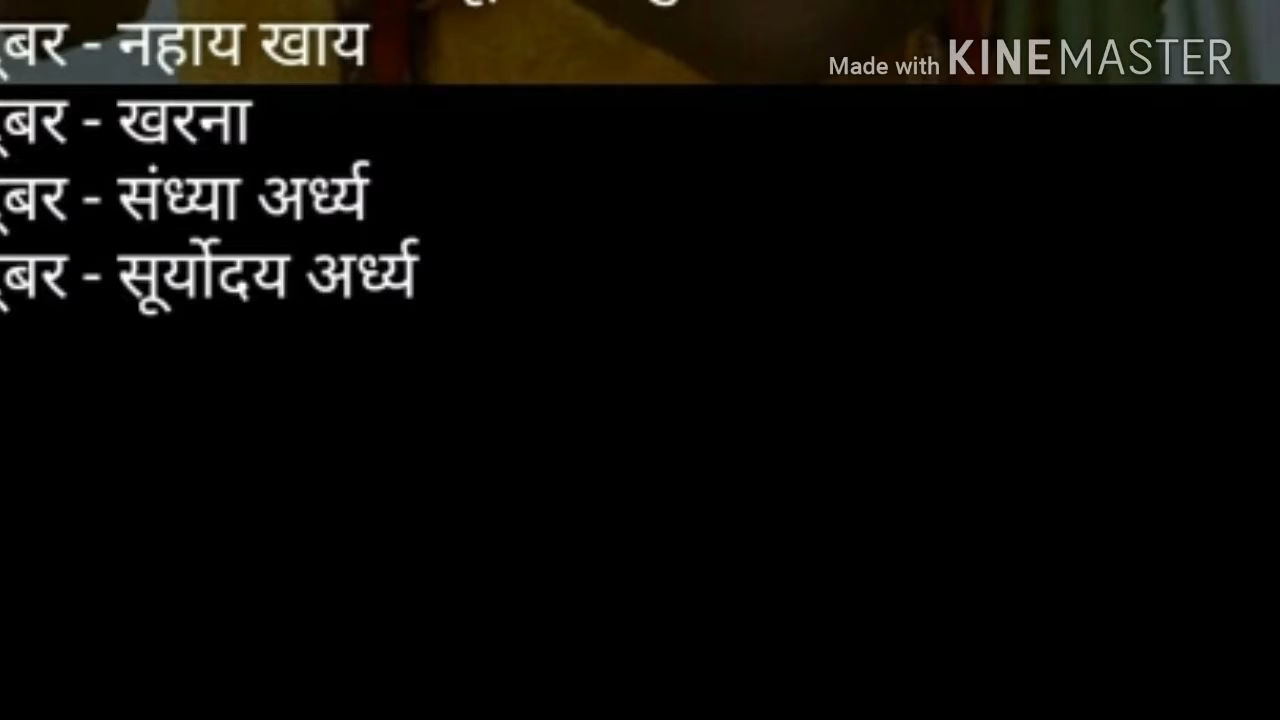 बर - नहाय खाय
Made with KINEMASTER
बर - खरना
बर - संध्या अर्ध्य
बर - सूर्योदय अर्ध्य